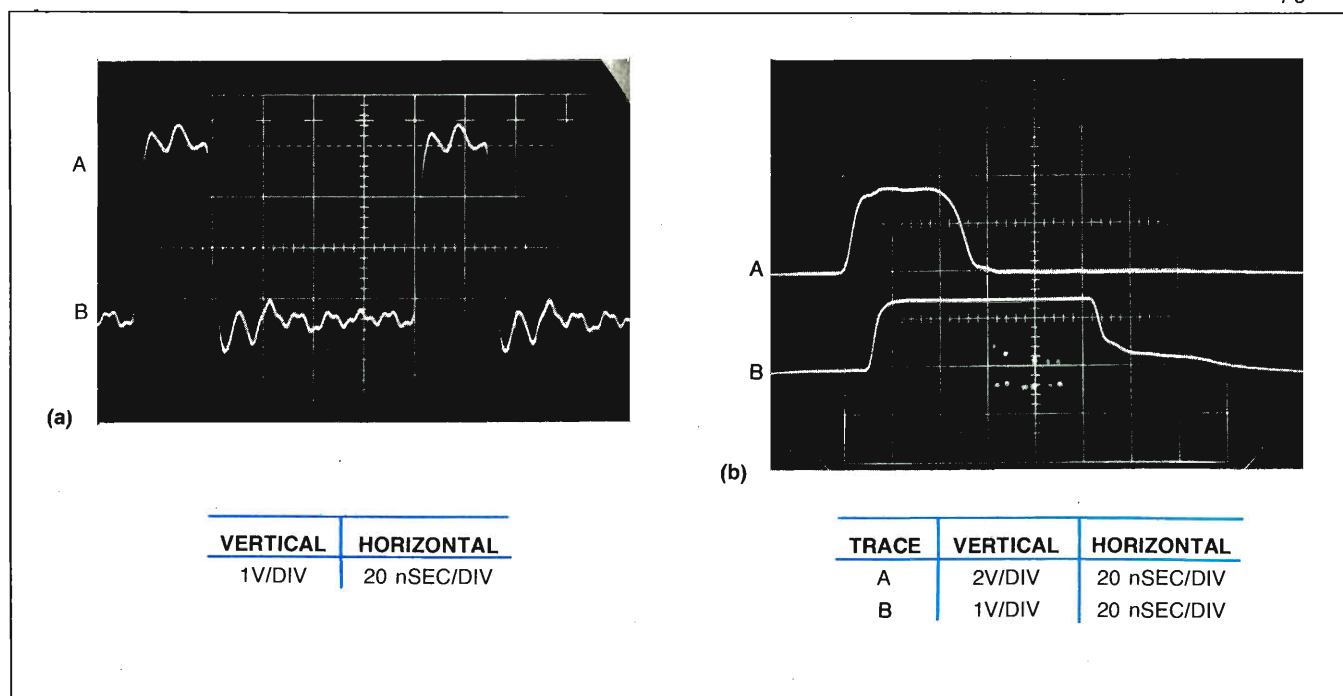 A
B
(a)
VERTICAL HORIZONTAL
1V/DIV 20 nSEC/DIV
A
B
(b)
TRACE VERTICAL HORIZONTAL
A 2V/DIV 20 nSEC/DIV
B 1V/DIV 20 nSEC/DIV